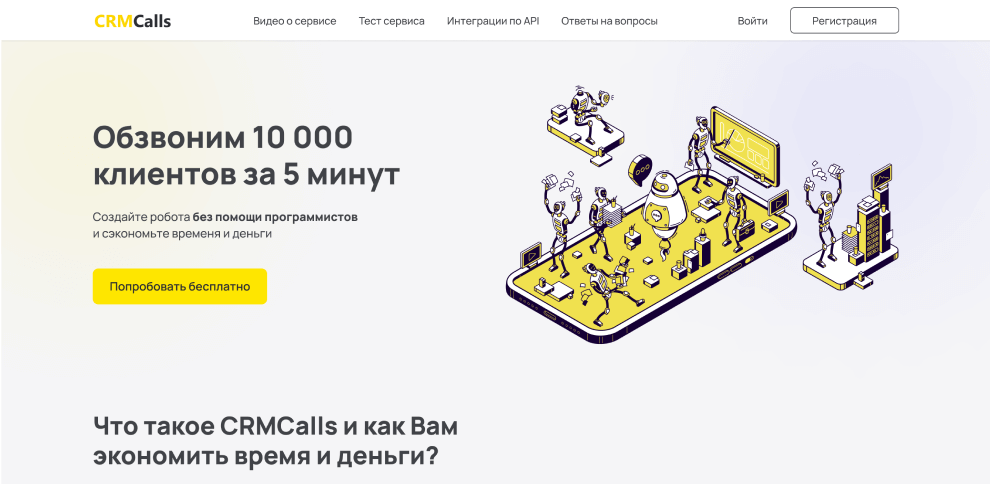 CRMCalls
Видео о сервисе
Тест сервиса
Интеграции по API
Ответы на вопросы
Войти
Регистрация
Обзвоним 10 000
клиентов за 5 минут
Создайте робота без помощи программистов
и сэкономьте временя и деньги
Попробовать бесплатно
Что такое CRMCalls и как Вам
экономить время и деньги?